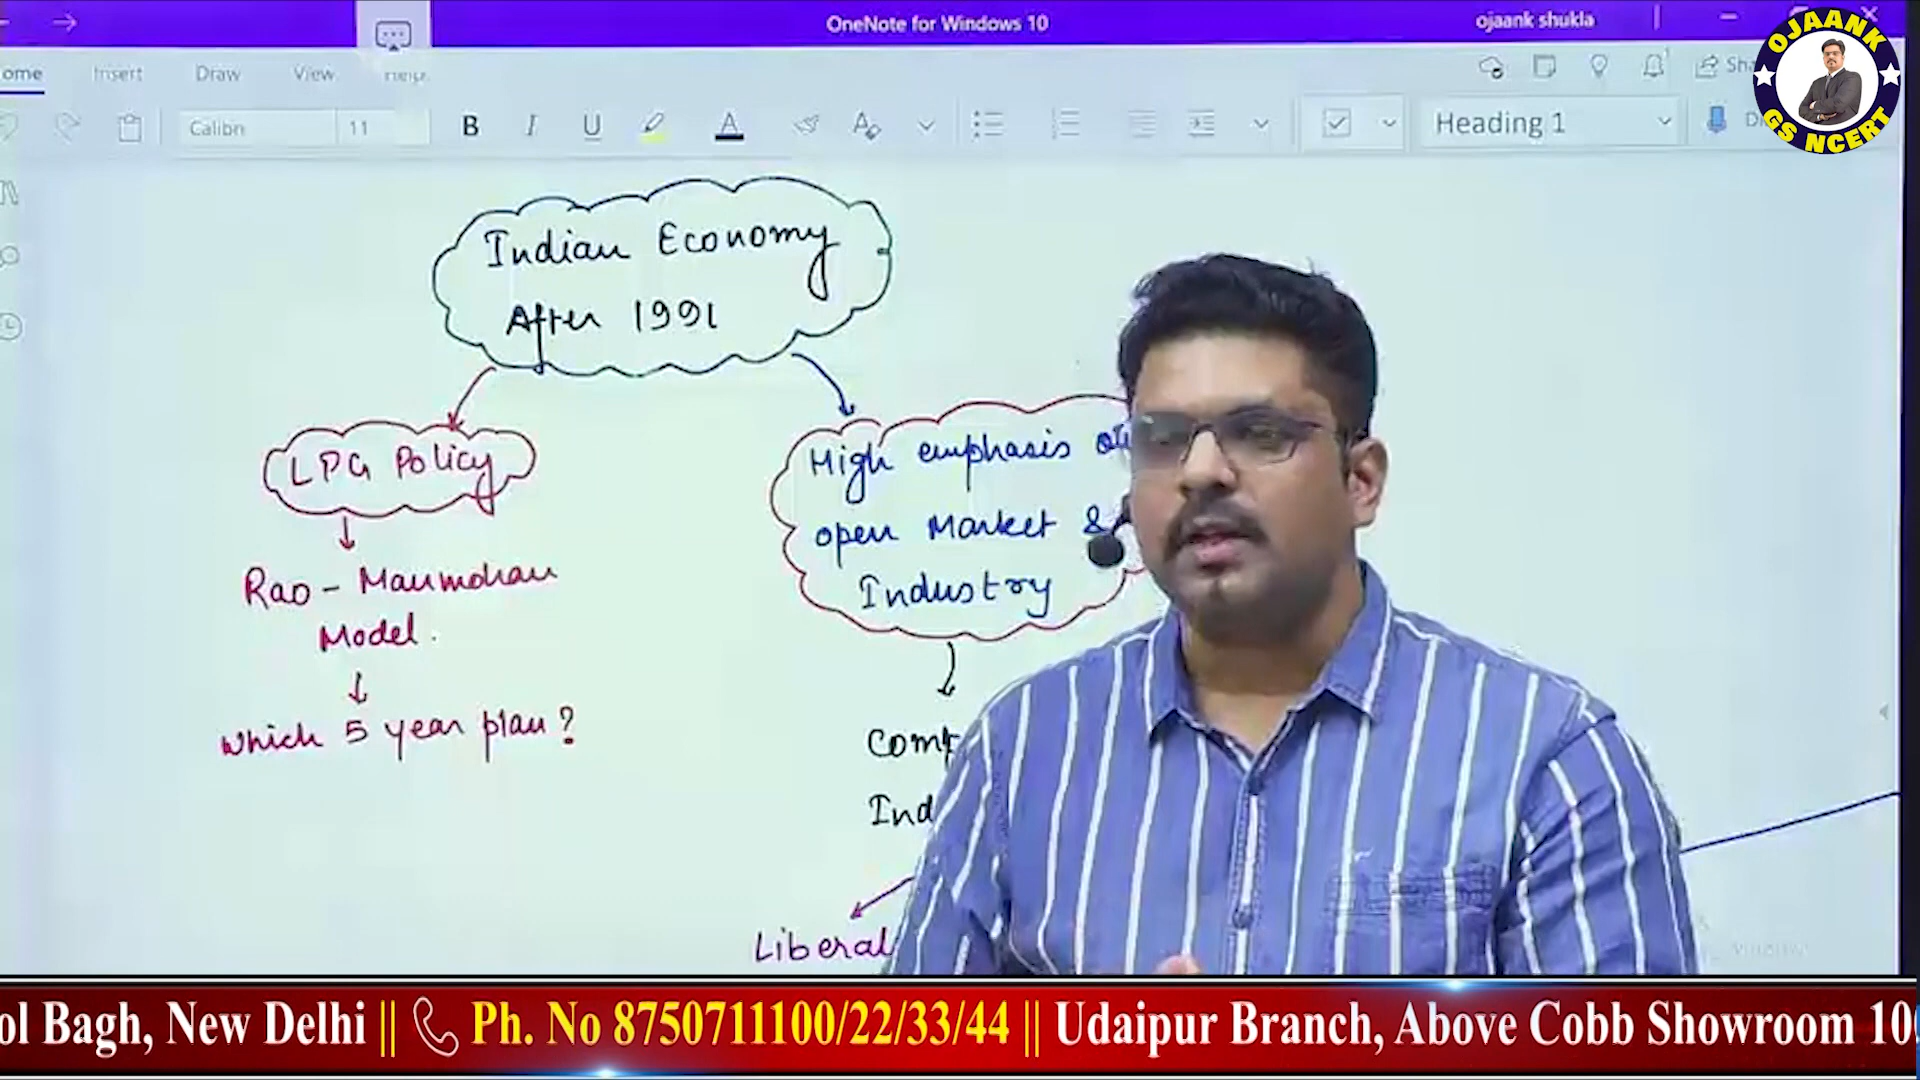 OneNote for Windows 10
ojaank shukla
OJAANK
GS NCERT
ome
Insert
Draw
View
Help
Calibri
11
B
I
U
A
Heading 1
Indian Economy
After 1991
LPG Policy
Rao - Manmohan
Model.
Which 5 year plan?
High emphasis
open Market &
Industry
Liberal
ol Bagh, New Delhi || Ph. No 8750711100/22/33/44 || Udaipur Branch, Above Cobb Showroom 10